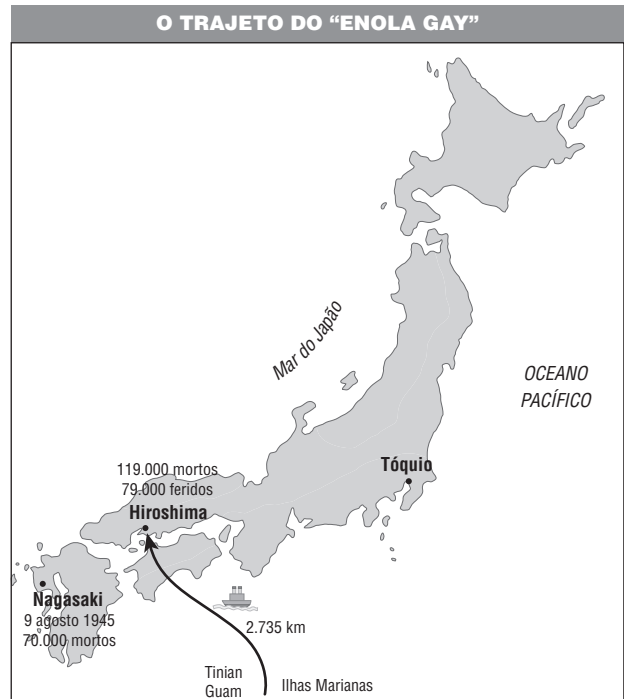 O TRAJETO DO “ENOLA GAY”
Mar do Japão
OCEANO
PACÍFICO
119.000 mortos
79.000 feridos
Hiroshima
Tóquio
Nagasaki
9 agosto 1945
70.000 mortos
2.735 km
Tinian
Guam
Ilhas Marianas